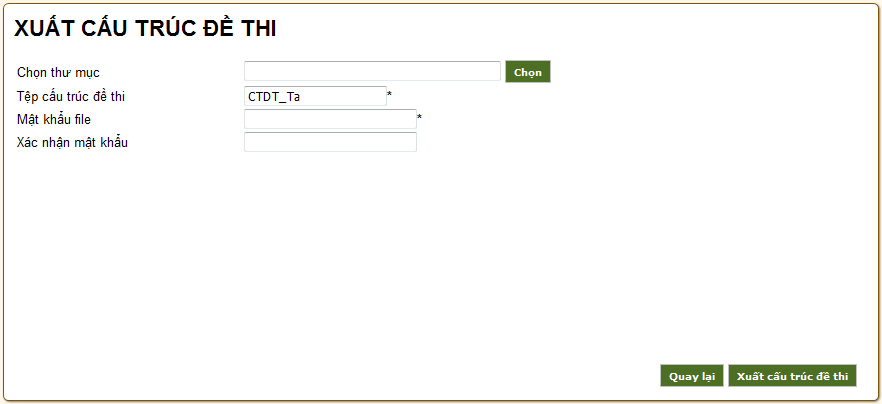 XUẤT CẤU TRÚC ĐỀ THI
Chọn thư mục Chọn
Tệp cấu trúc đề thi CTDT_Ta*
Mật khẩu file *
Xác nhận mật khẩu
Quay lại Xuất cấu trúc đề thi